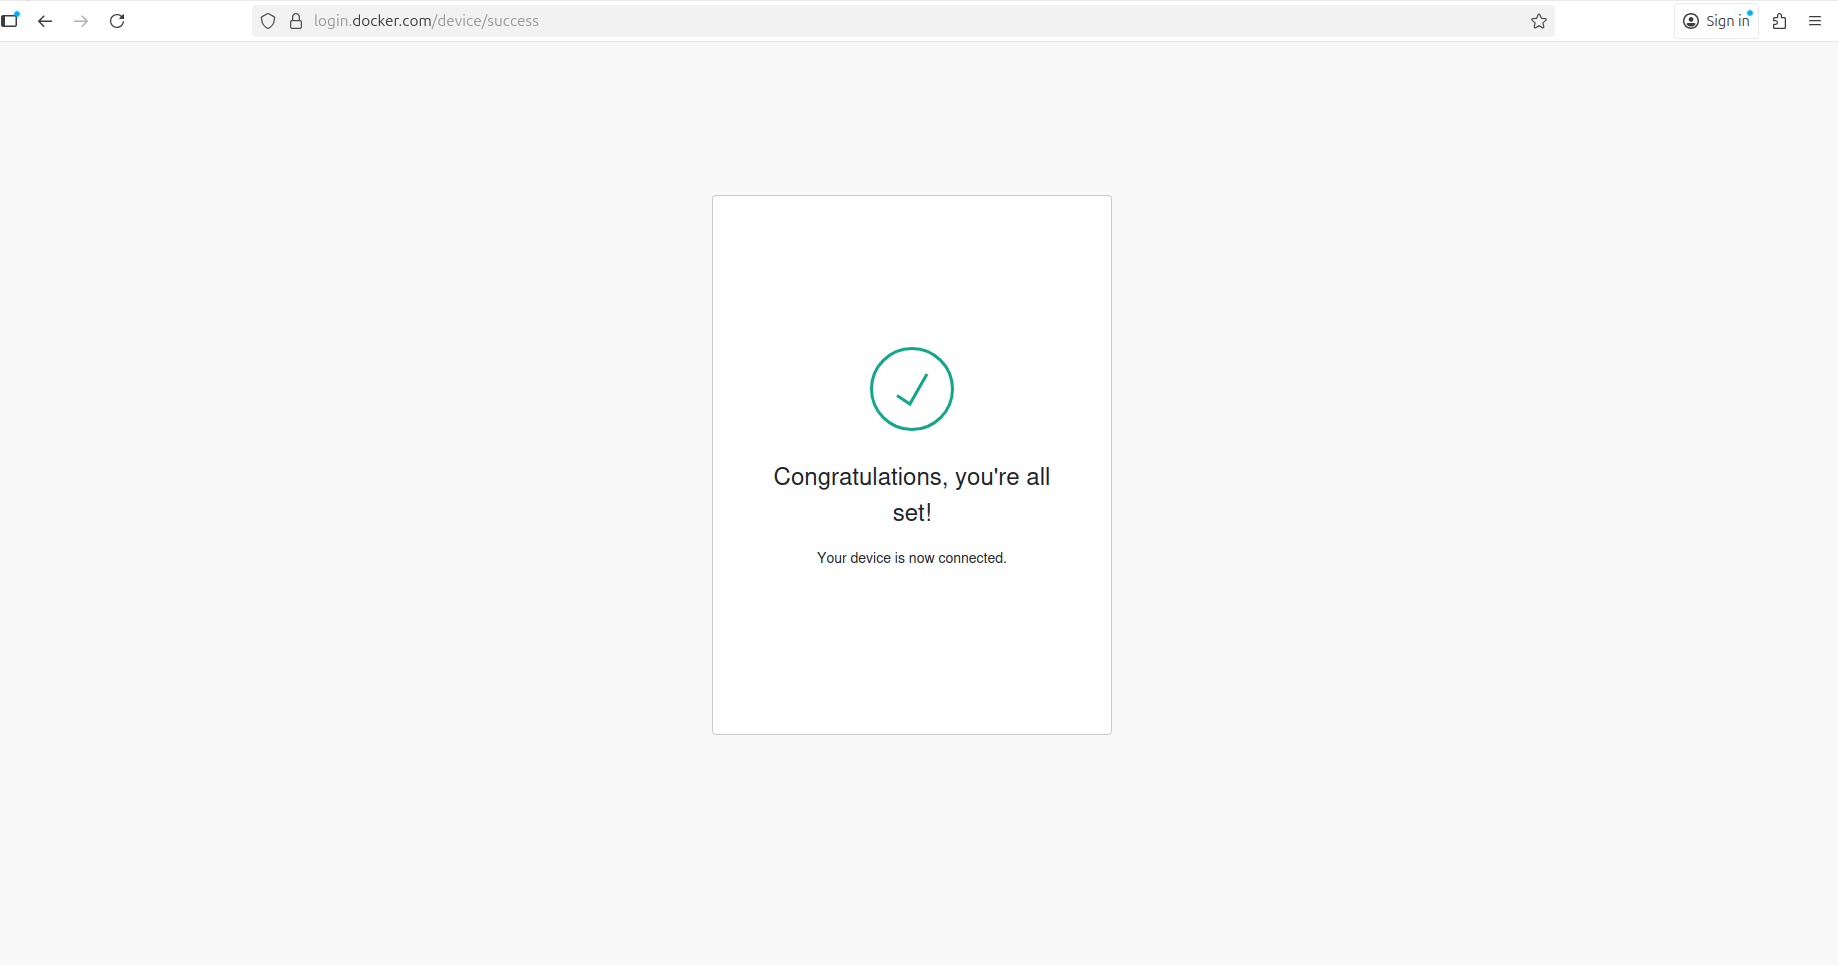 login.docker.com/device/success
Sign in
Congratulations, you're all
set!
Your device is now connected.